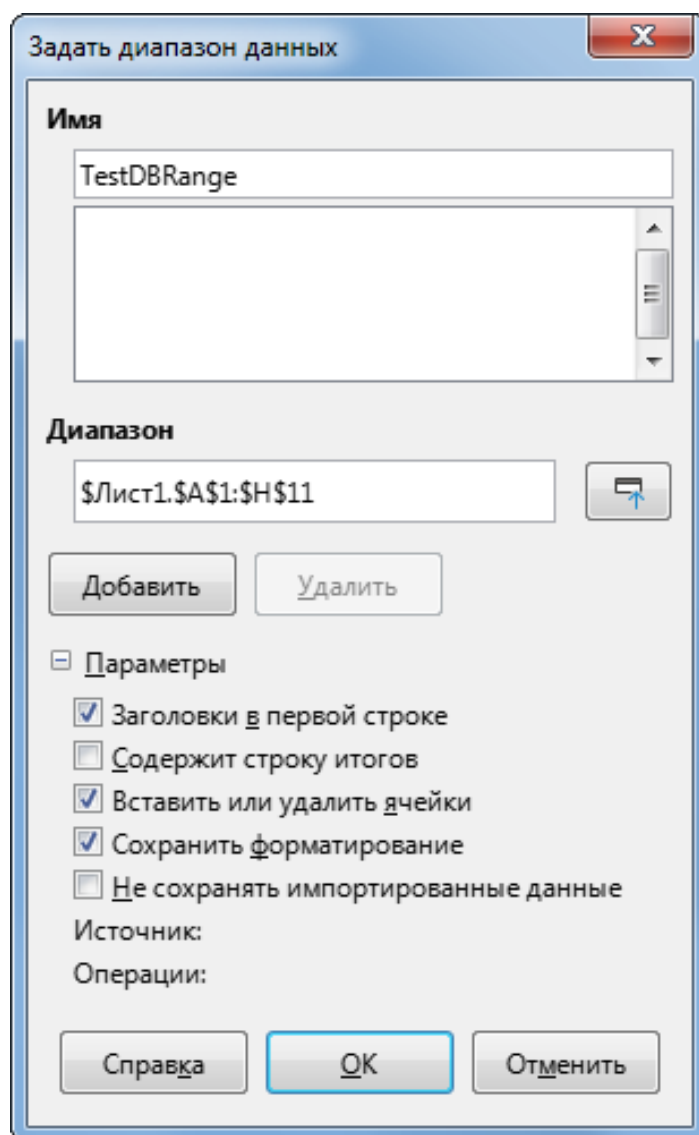 Задать диапазон данных
Имя
TestDBRange
Диапазон
$Лист1.$A$1:$H$11
Добавить Удалить
Параметры
Заголовки в первой строке
Содержит строку итогов
Вставить или удалить ячейки
Сохранить форматирование
Не сохранять импортированные данные
Источник:
Операции:
Справка OK Отменить